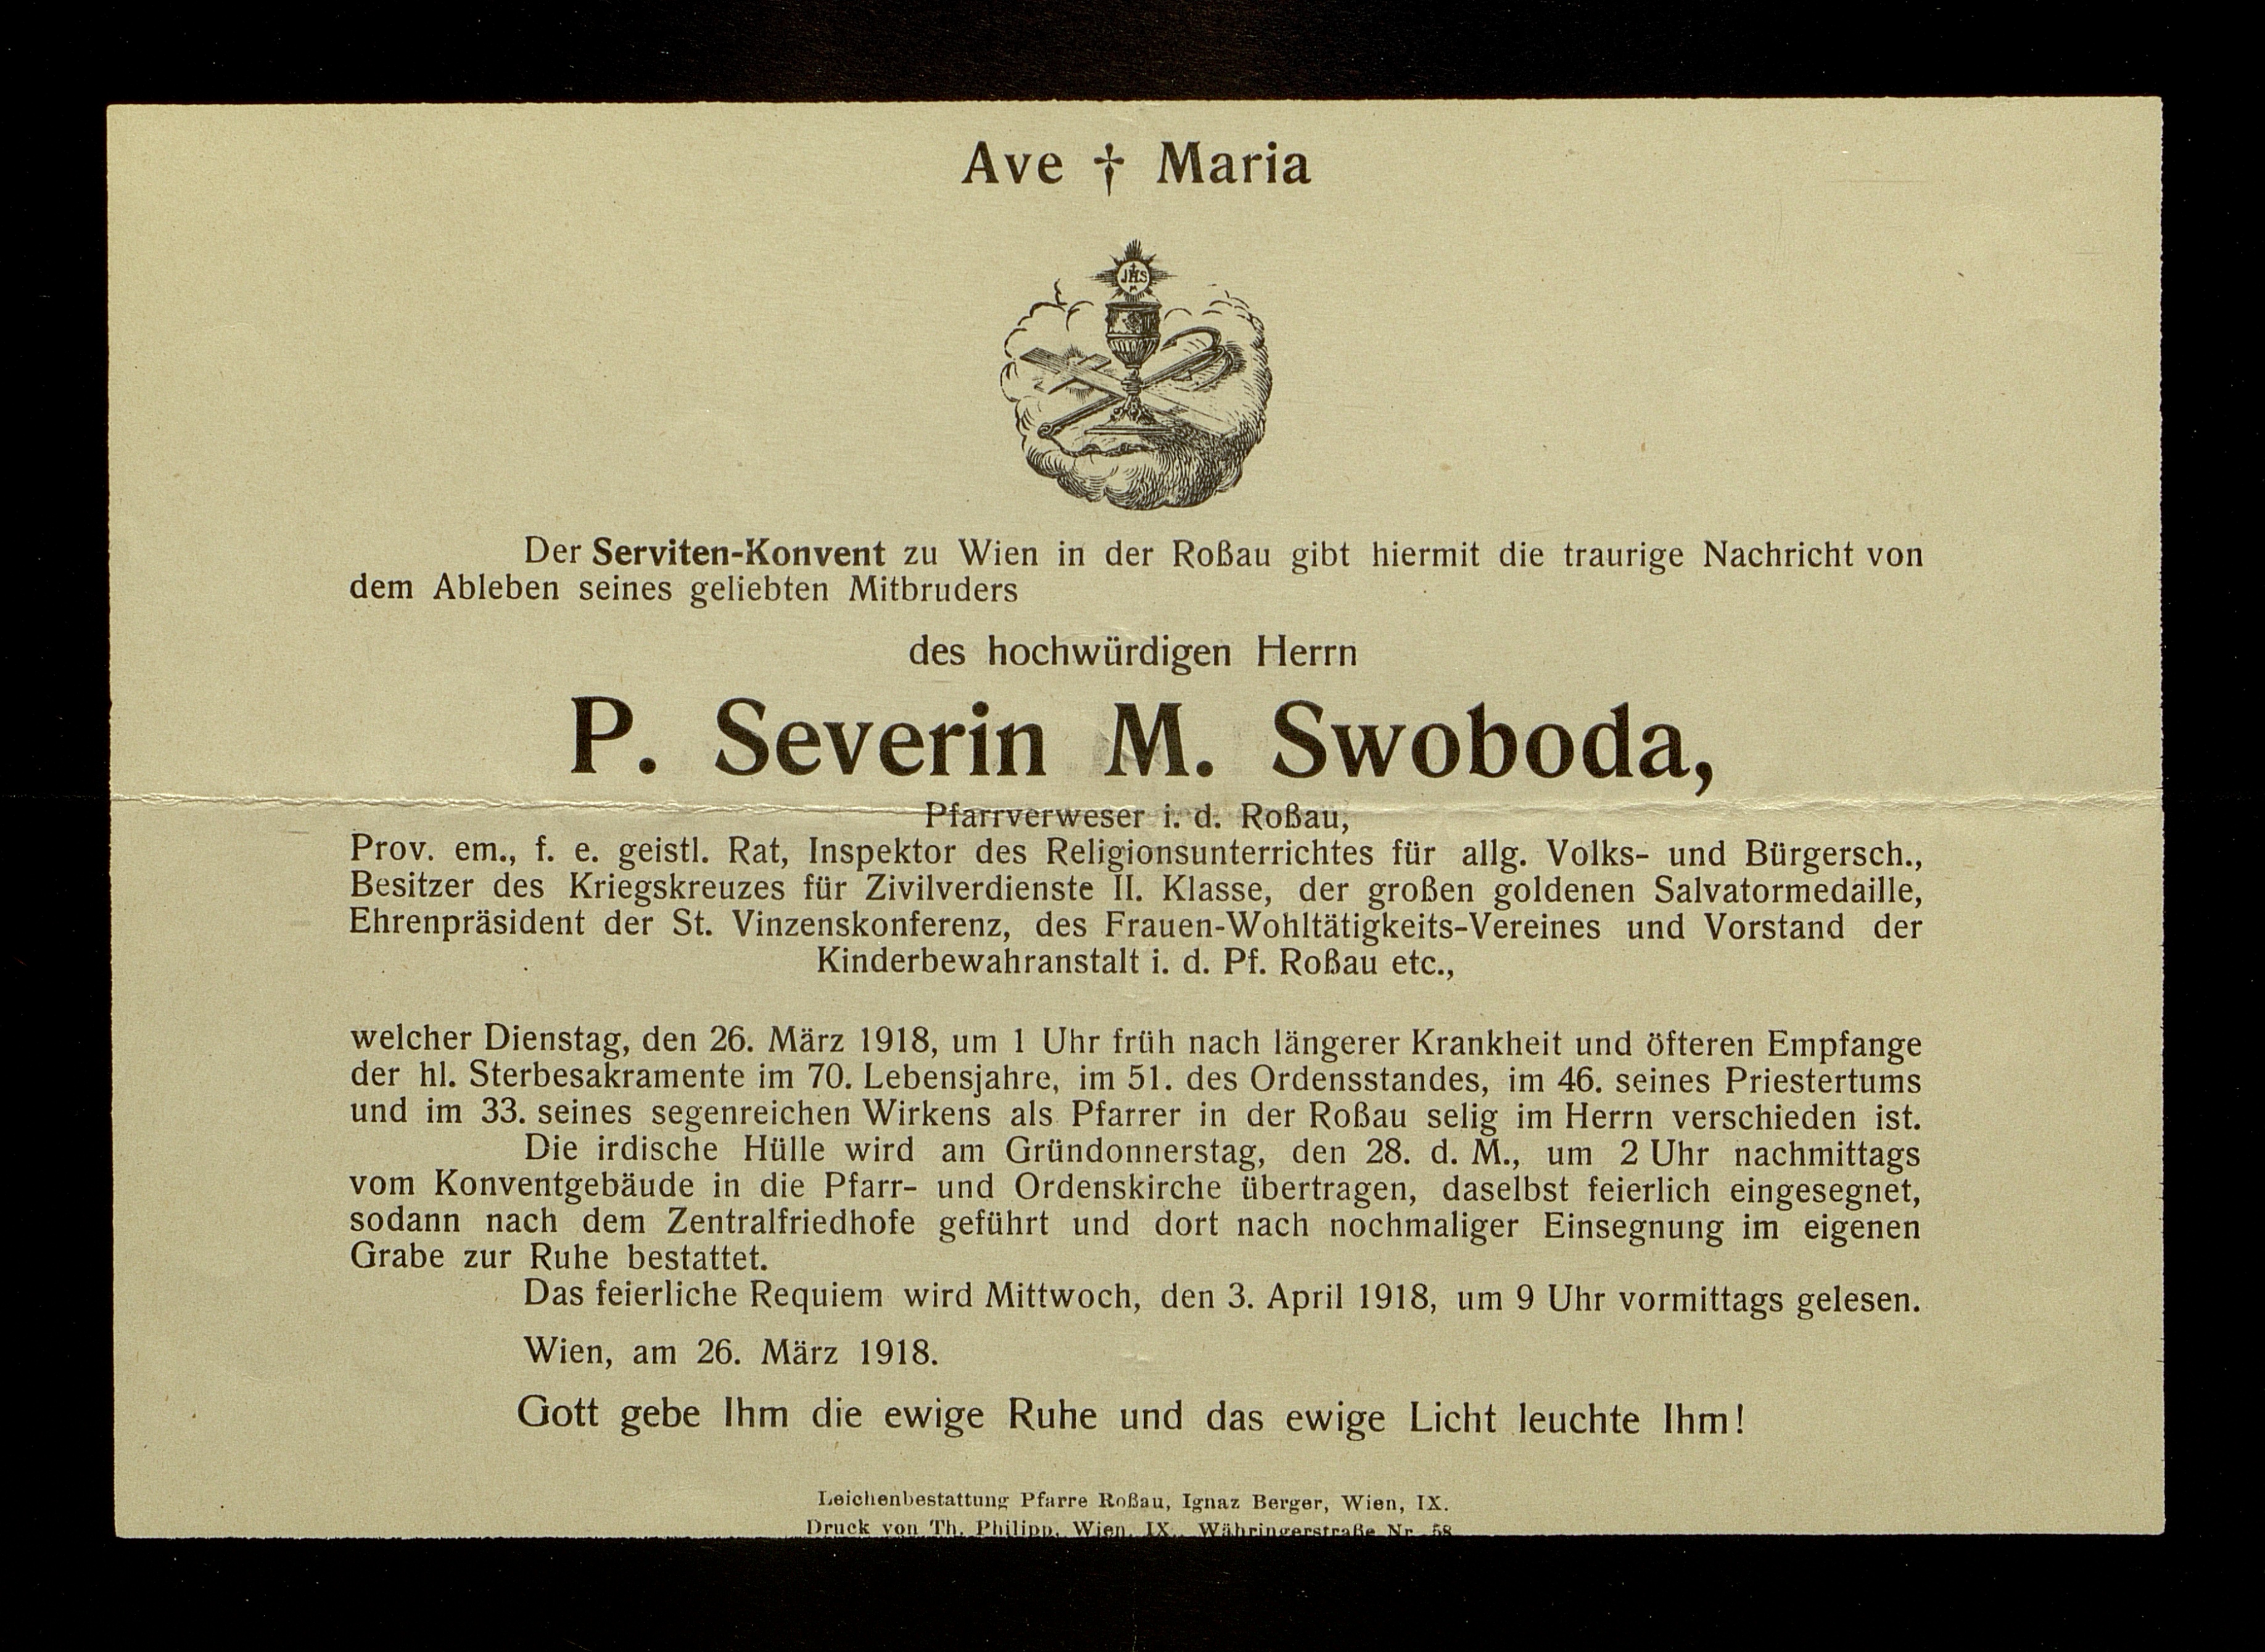 Ave † Maria
JHS
Der Serviten-Konvent zu Wien in der Roßau gibt hiermit die traurige Nachricht von
dem Ableben seines geliebten Mitbruders
des hochwürdigen Herrn
P. Severin M. Swoboda,
Pfarrverweser i. d. Roßau,
Prov. em., f. e. geistl. Rat, Inspektor des Religionsunterrichtes für allg. Volks- und Bürgersch.,
Besitzer des Kriegskreuzes für Zivilverdienste II. Klasse, der großen goldenen Salvatormedaille,
Ehrenpräsident der St. Vinzenskonferenz, des Frauen-Wohltätigkeits-Vereines und Vorstand der
Kinderbewahranstalt i. d. Pf. Roßau etc.,
welcher Dienstag, den 26. März 1918, um 1 Uhr früh nach längerer Krankheit und öfteren Empfange
der hl. Sterbesakramente im 70. Lebensjahre, im 51. des Ordensstandes, im 46. seines Priestertums
und im 33. seines segenreichen Wirkens als Pfarrer in der Roßau selig im Herrn verschieden ist.
Die irdische Hülle wird am Gründonnerstag, den 28. d. M., um 2 Uhr nachmittags
vom Konventgebäude in die Pfarr- und Ordenskirche übertragen, daselbst feierlich eingesegnet,
sodann nach dem Zentralfriedhofe geführt und dort nach nochmaliger Einsegnung im eigenen
Grabe zur Ruhe bestattet.
Das feierliche Requiem wird Mittwoch, den 3. April 1918, um 9 Uhr vormittags gelesen.
Wien, am 26. März 1918.
Gott gebe Ihm die ewige Ruhe und das ewige Licht leuchte Ihm!
Leichenbestattung Pfarre Roßau, Ignaz Berger, Wien, IX.
Druck von Th. Philipp, Wien, IX., Währingerstraße Nr. 58